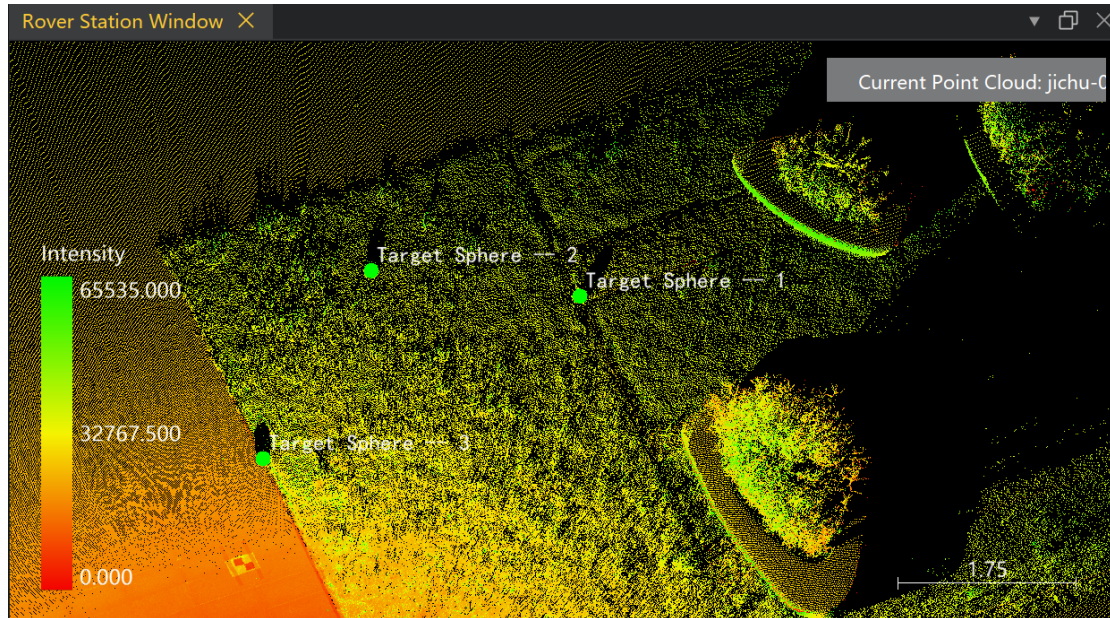 Rover Station Window
Current Point Cloud: jichu-0
Intensity
65535.000
32767.500
0.000
Target Sphere -- 2
Target Sphere -- 1
Target Sphere -- 3
1.75